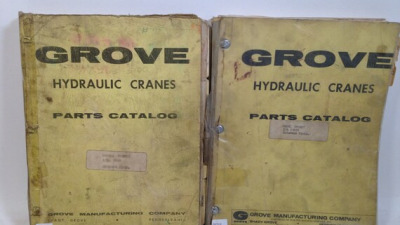 GROVE
HYDRAULIC CRANES
PARTS CATALOG
GROVE MANUFACTURING COMPANY
GROVE
HYDRAULIC CRANES
PARTS CATALOG
GROVE MANUFACTURING COMPANY